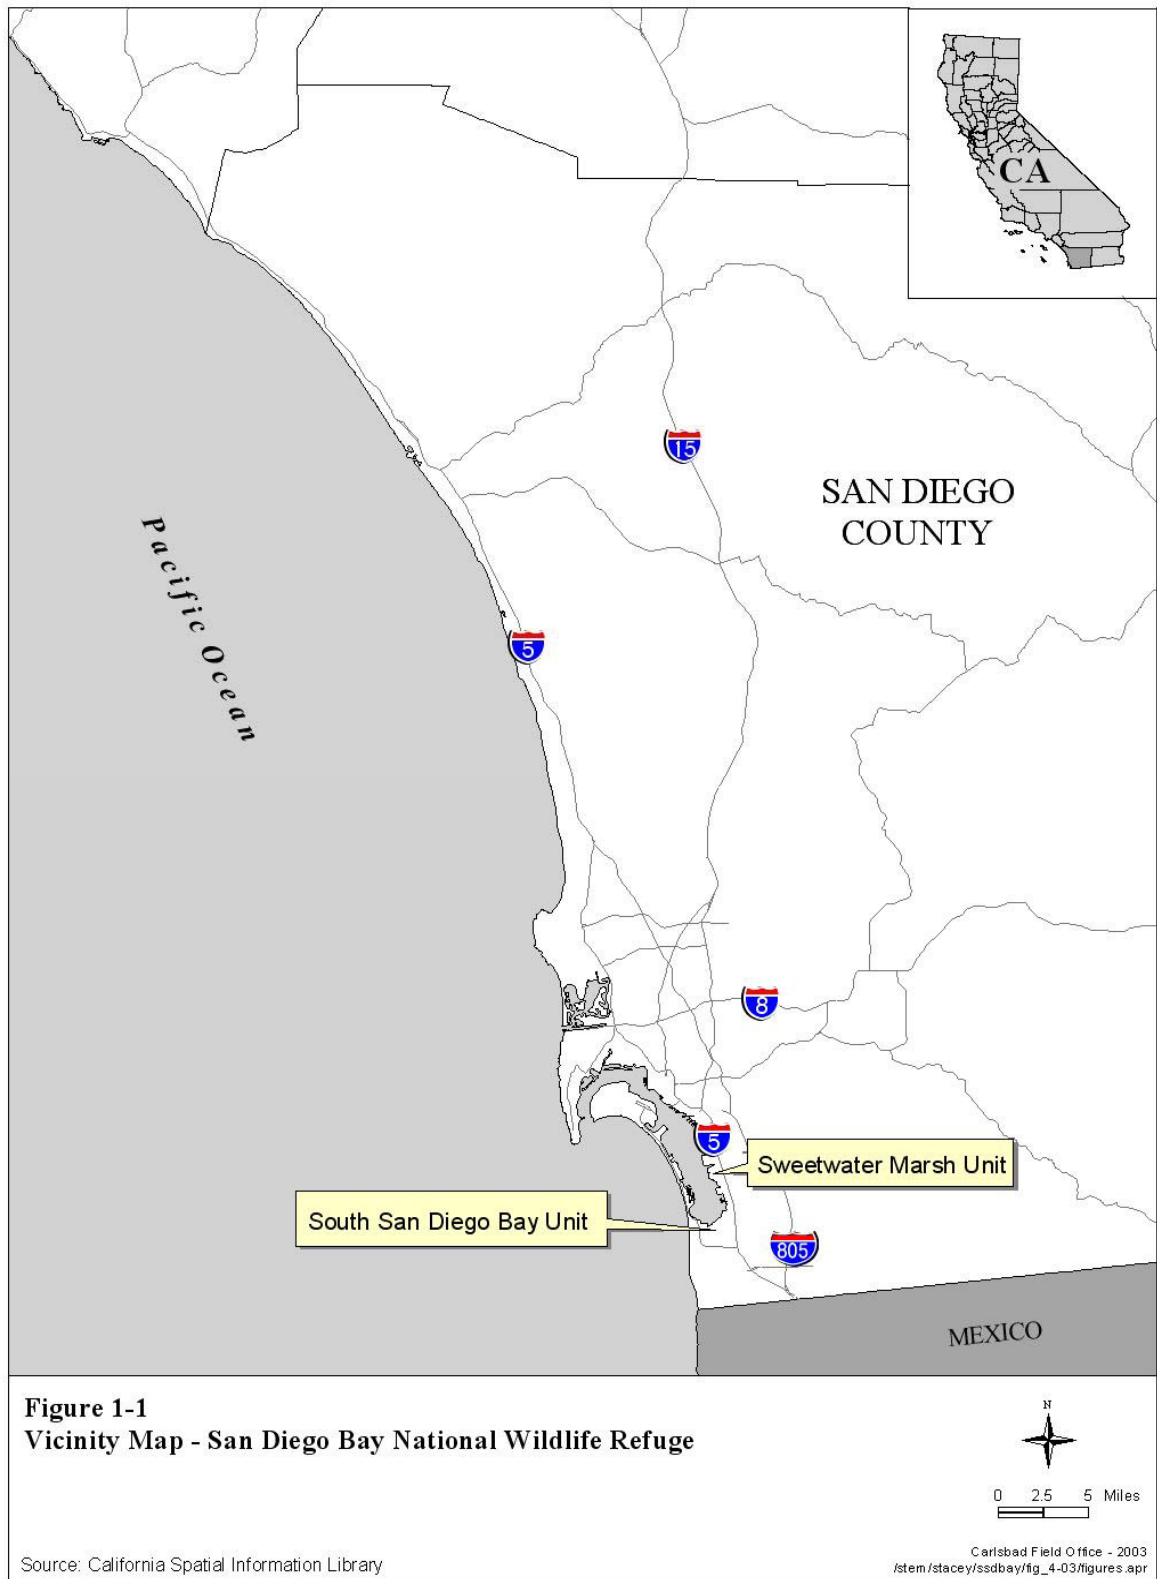 CA
15
SAN DIEGO
COUNTY
Pacific Ocean
5
8
5
Sweetwater Marsh Unit
South San Diego Bay Unit
805
MEXICO
Figure 1-1
Vicinity Map - San Diego Bay National Wildlife Refuge
N
0 2.5 5 Miles
Source: California Spatial Information Library
Carlsbad Field Office - 2003
/stem/stacey/ssdbay/fig_4-03/figures.apr